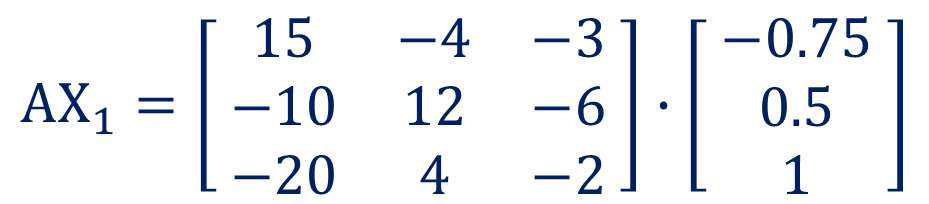 AX₁ = [ 15 −4 −3 ; −10 12 −6 ; −20 4 −2 ] · [ −0.75 ; 0.5 ; 1 ]